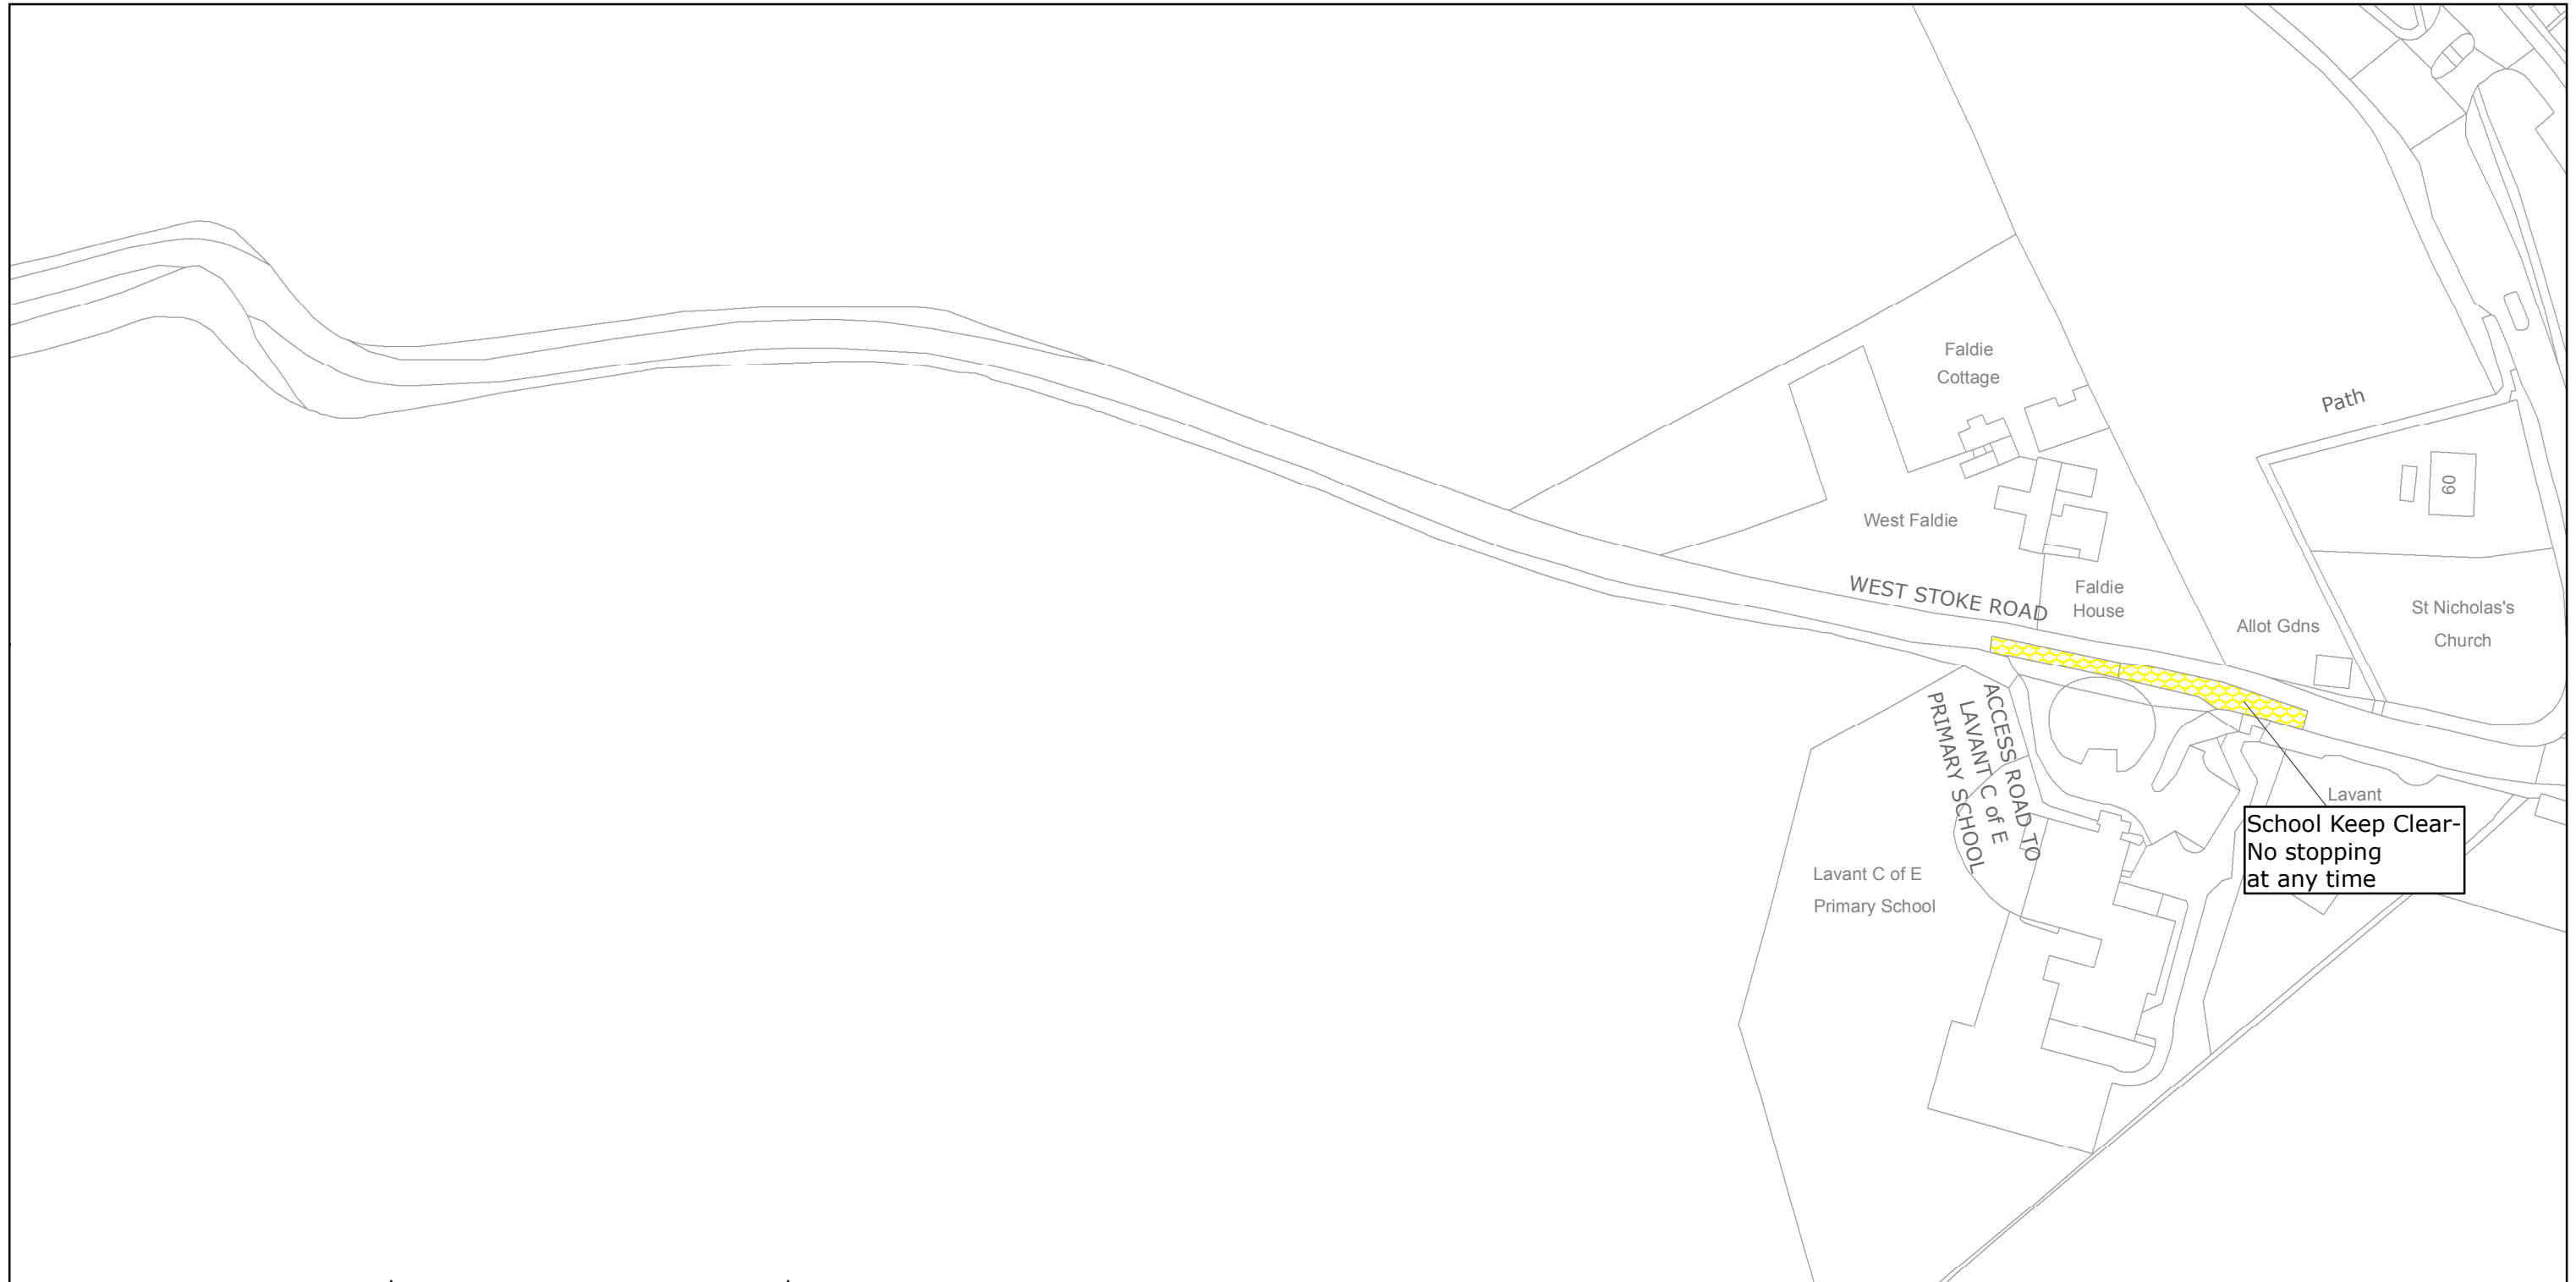 Faldie
Cottage
Path
60
West Faldie
WEST STOKE ROAD
Faldie
House
St Nicholas's
Church
Allot Gdns
ACCESS ROAD TO
LAVANT C of E
PRIMARY SCHOOL
Lavant
School Keep Clear-
No stopping
at any time
Lavant C of E
Primary School